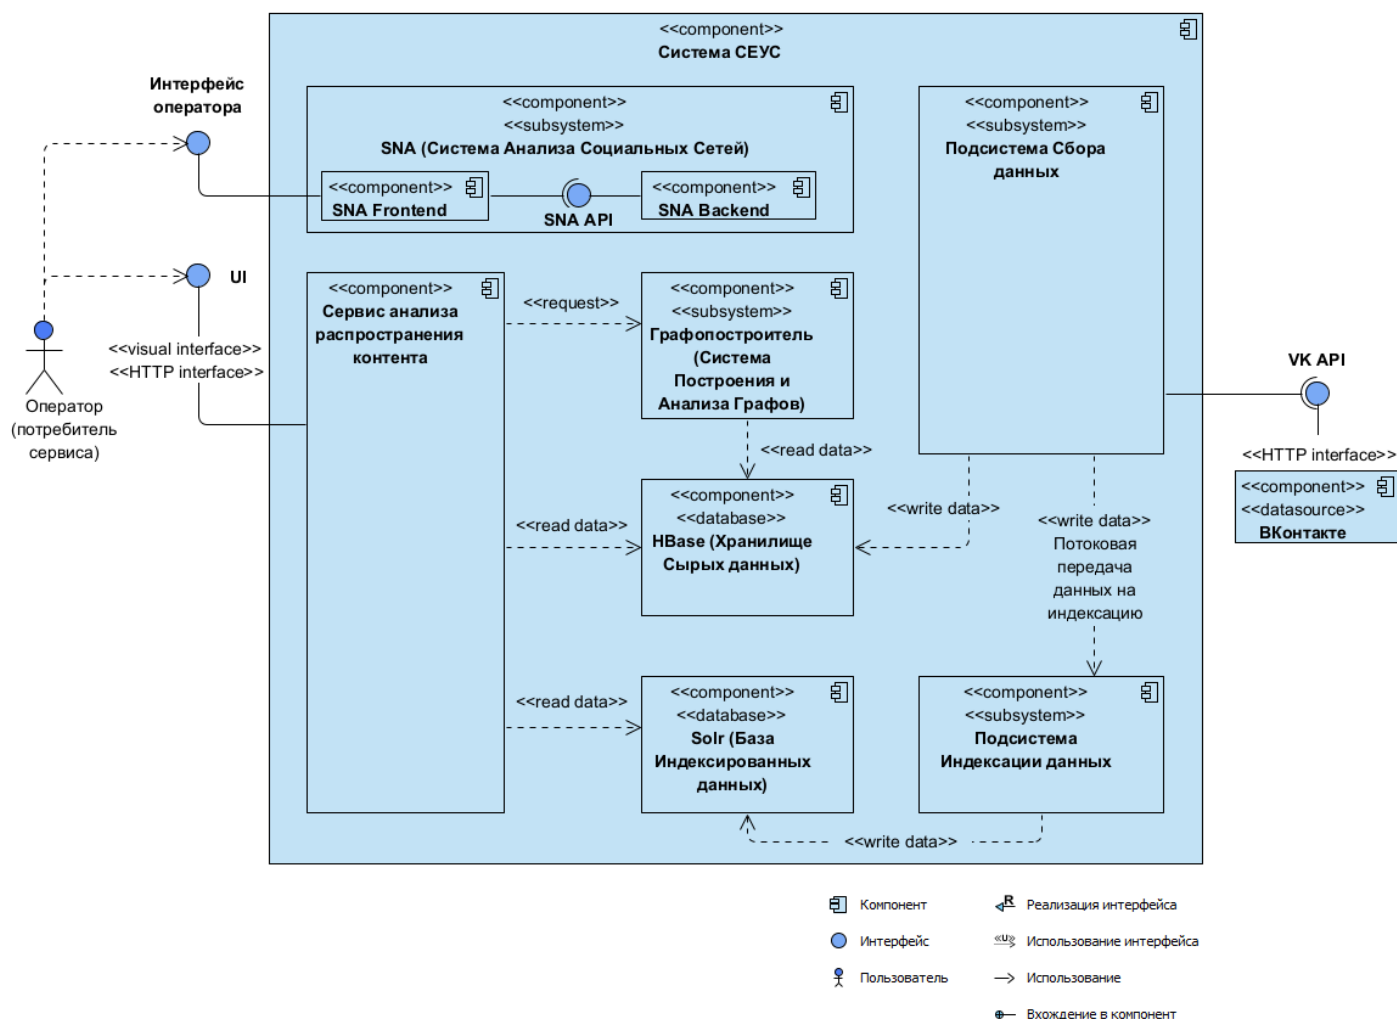 <<component>>
Система СЕУС
Интерфейс
оператора
<<component>>
<<subsystem>>
SNA (Система Анализа Социальных Сетей)
<<component>>
SNA Frontend
SNA API
<<component>>
SNA Backend
<<component>>
<<subsystem>>
Подсистема Сбора
данных
UI
<<visual interface>>
<<HTTP interface>>
Оператор
(потребитель
сервиса)
<<component>>
Сервис анализа
распространения
контента
<<request>>
<<component>>
<<subsystem>>
Графопостроитель
(Система
Построения и
Анализа Графов)
<<read data>>
VK API
<<HTTP interface>>
<<component>>
<<datasource>>
ВКонтакте
<<read data>>
<<component>>
<<database>>
HBase (Хранилище
Сырых данных)
<<write data>>
<<write data>>
Потоковая
передача
данных на
индексацию
<<read data>>
<<component>>
<<database>>
Solr (База
Индексированных
данных)
<<component>>
<<subsystem>>
Подсистема
Индексации данных
<<write data>>
Компонент
R Реализация интерфейса
Интерфейс
«U» Использование интерфейса
Пользователь
Использование
Вхождение в компонент